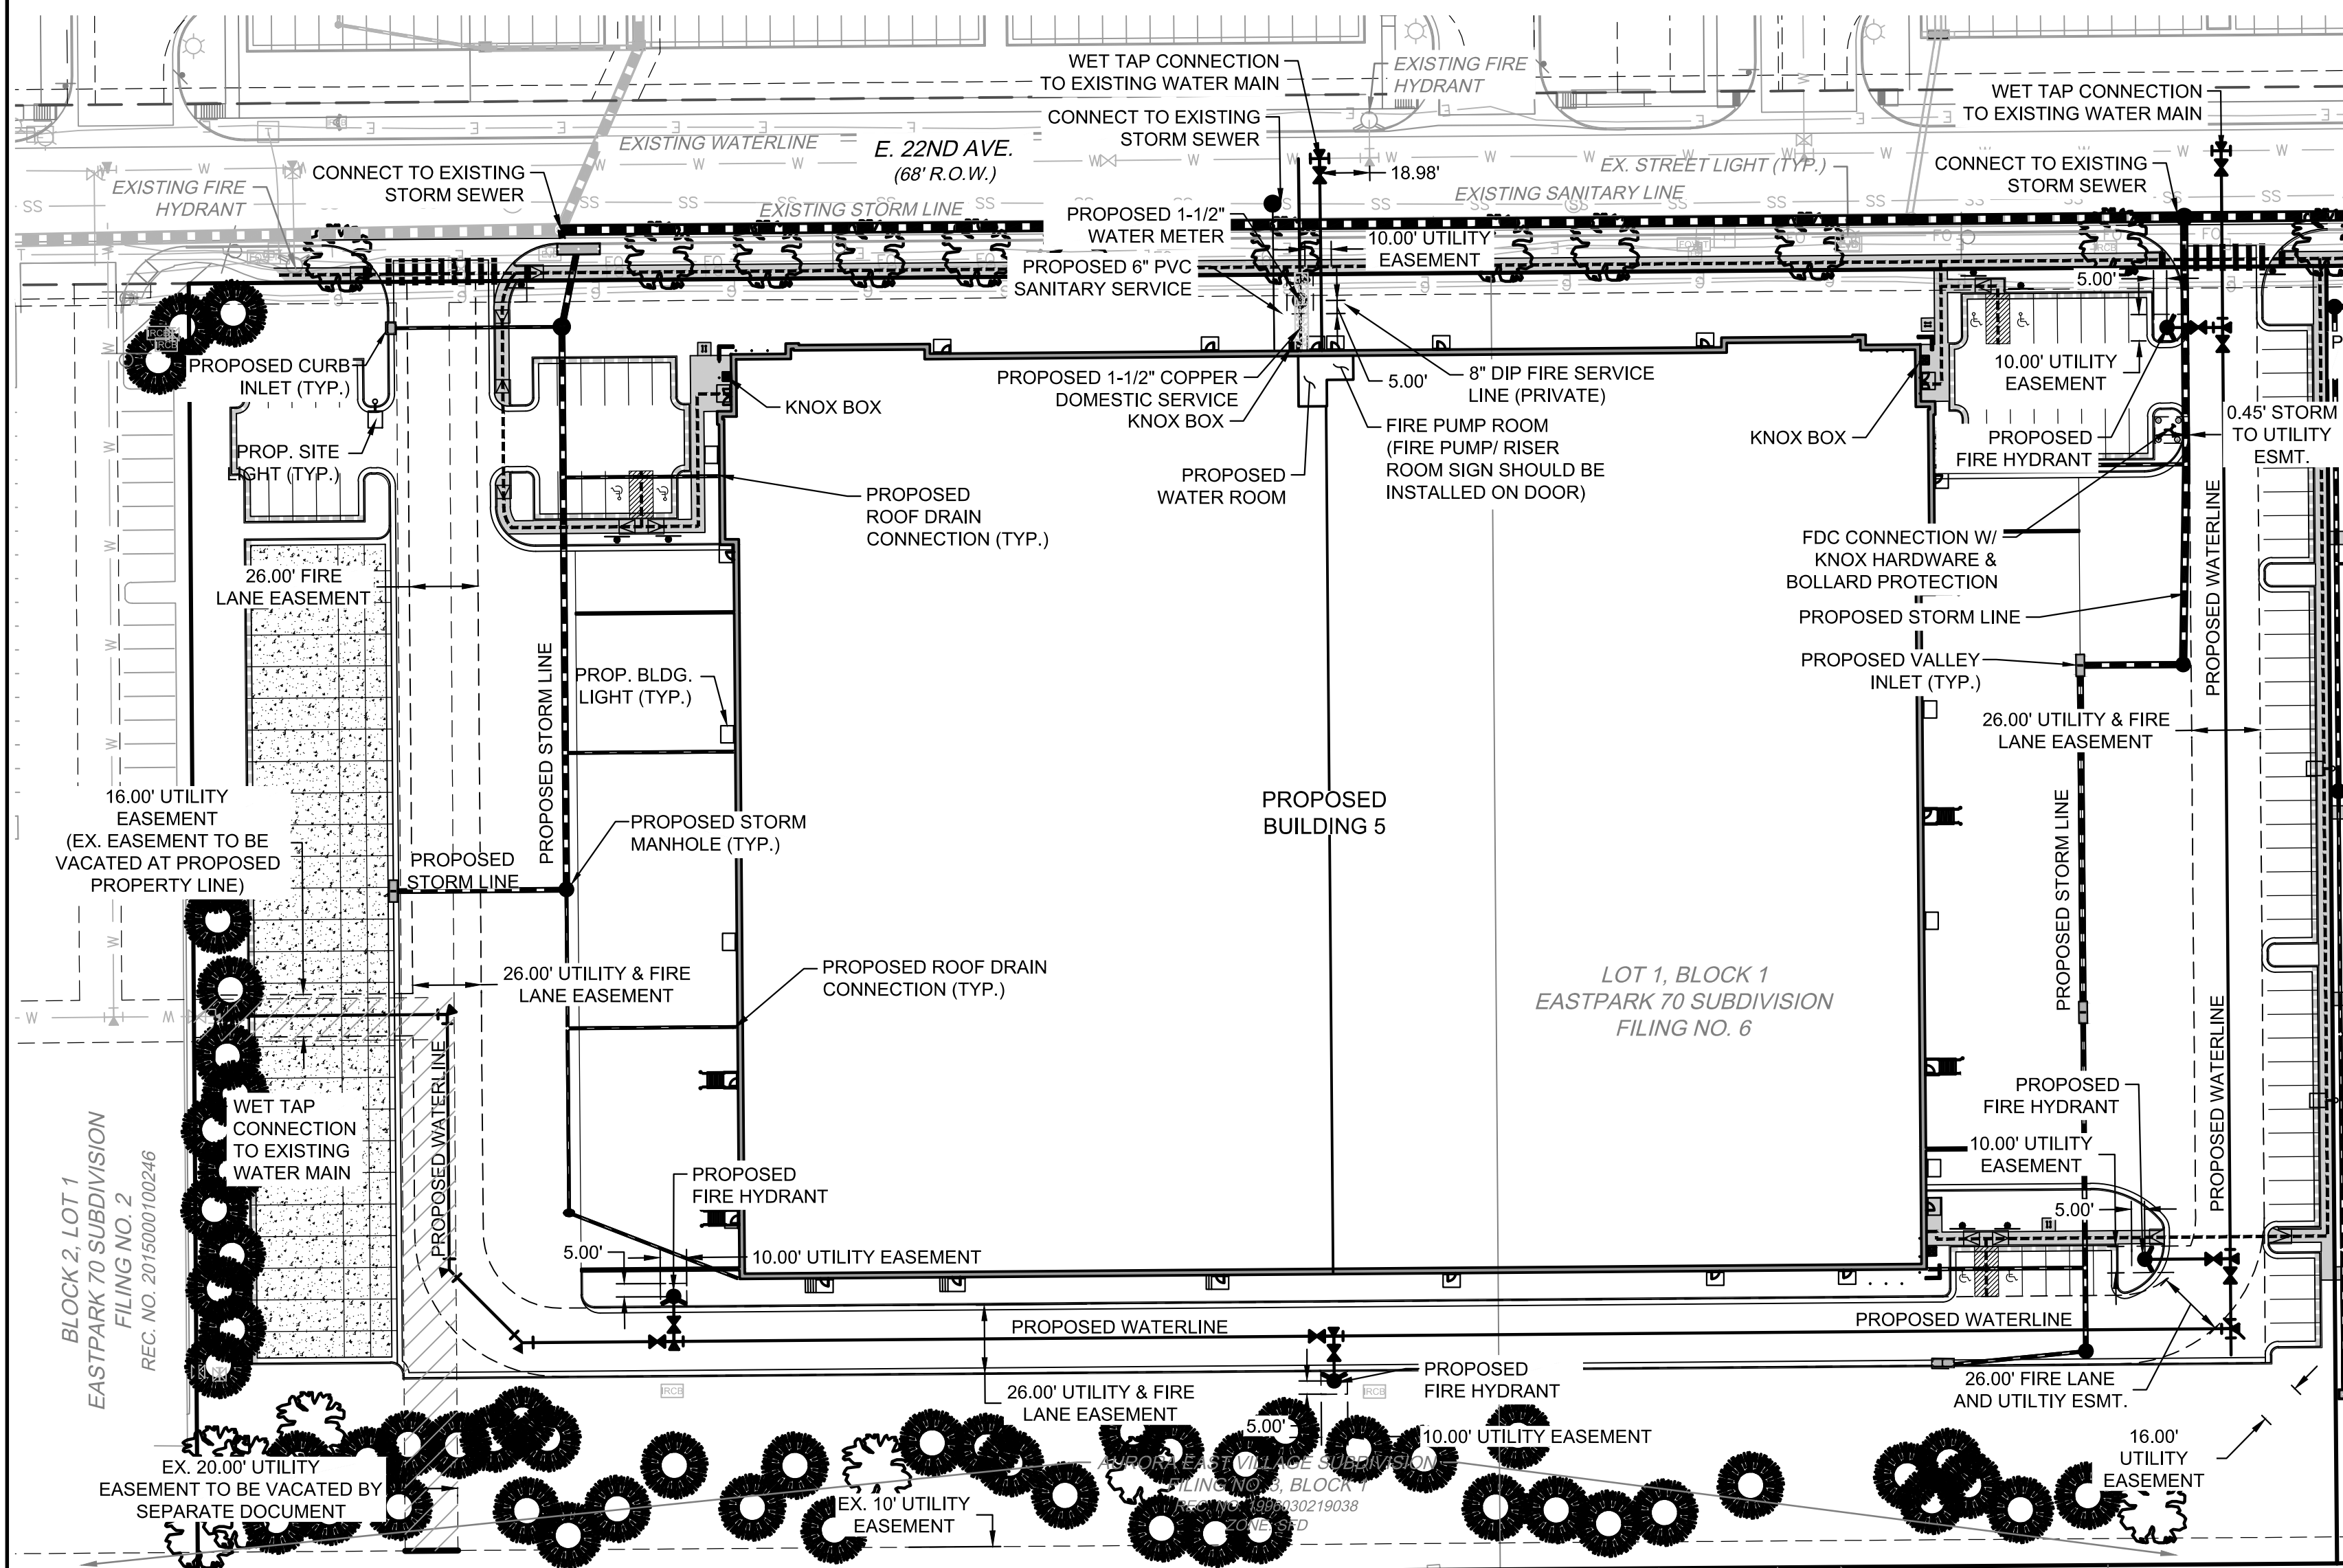 WET TAP CONNECTION
TO EXISTING WATER MAIN
EXISTING FIRE
HYDRANT
WET TAP CONNECTION
TO EXISTING WATER MAIN
CONNECT TO EXISTING
STORM SEWER
EXISTING WATERLINE
E. 22ND AVE.
(68' R.O.W.)
18.98'
EX. STREET LIGHT (TYP.)
CONNECT TO EXISTING
STORM SEWER
CONNECT TO EXISTING
STORM SEWER
EXISTING FIRE
HYDRANT
EXISTING STORM LINE
EXISTING SANITARY LINE
PROPOSED 1-1/2"
WATER METER
10.00' UTILITY
EASEMENT
PROPOSED 6" PVC
SANITARY SERVICE
5.00'
PROPOSED CURB
INLET (TYP.)
PROP. SITE
LIGHT (TYP.)
KNOX BOX
PROPOSED 1-1/2" COPPER
DOMESTIC SERVICE
KNOX BOX
5.00'
8" DIP FIRE SERVICE
LINE (PRIVATE)
FIRE PUMP ROOM
(FIRE PUMP/ RISER
ROOM SIGN SHOULD BE
INSTALLED ON DOOR)
PROPOSED
WATER ROOM
KNOX BOX
10.00' UTILITY
EASEMENT
PROPOSED
FIRE HYDRANT
0.45' STORM
TO UTILITY
ESMT.
PROPOSED
ROOF DRAIN
CONNECTION (TYP.)
26.00' FIRE
LANE EASEMENT
FDC CONNECTION W/
KNOX HARDWARE &
BOLLARD PROTECTION
PROPOSED STORM LINE
PROPOSED WATERLINE
PROPOSED VALLEY
INLET (TYP.)
PROPOSED STORM LINE
PROP. BLDG.
LIGHT (TYP.)
26.00' UTILITY & FIRE
LANE EASEMENT
16.00' UTILITY
EASEMENT
(EX. EASEMENT TO BE
VACATED AT PROPOSED
PROPERTY LINE)
PROPOSED STORM
MANHOLE (TYP.)
PROPOSED
STORM LINE
PROPOSED
BUILDING 5
PROPOSED STORM LINE
26.00' UTILITY & FIRE
LANE EASEMENT
PROPOSED ROOF DRAIN
CONNECTION (TYP.)
LOT 1, BLOCK 1
EASTPARK 70 SUBDIVISION
FILING NO. 6
PROPOSED WATERLINE
PROPOSED WATERLINE
WET TAP
CONNECTION
TO EXISTING
WATER MAIN
BLOCK 2, LOT 1
EASTPARK 70 SUBDIVISION
FILING NO. 2
REC. NO. 2015000100246
PROPOSED
FIRE HYDRANT
10.00' UTILITY
EASEMENT
5.00'
PROPOSED
FIRE HYDRANT
5.00'
10.00' UTILITY EASEMENT
PROPOSED WATERLINE
PROPOSED WATERLINE
26.00' UTILITY & FIRE
LANE EASEMENT
PROPOSED
FIRE HYDRANT
5.00'
10.00' UTILITY EASEMENT
26.00' FIRE LANE
AND UTILTIY ESMT.
16.00'
UTILITY
EASEMENT
EX. 20.00' UTILITY
EASEMENT TO BE VACATED BY
SEPARATE DOCUMENT
EX. 10' UTILITY
EASEMENT
AURORA EAST VILLAGE SUBDIVISION
FILING NO. 3, BLOCK 1
ZONE: SFD